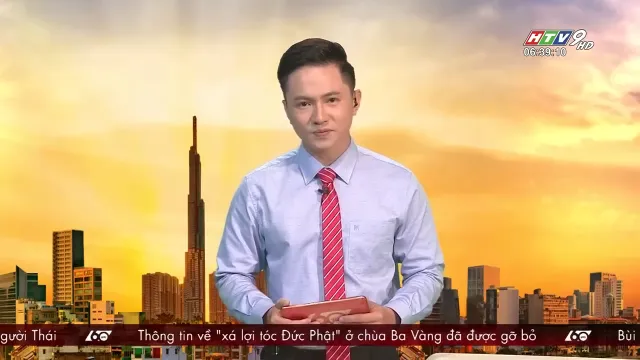 HTV9 HD
06:39:10
gười Thái 60 Thông tin về "xá lợi tóc Đức Phật" ở chùa Ba Vàng đã được gỡ bỏ 60 Bùi